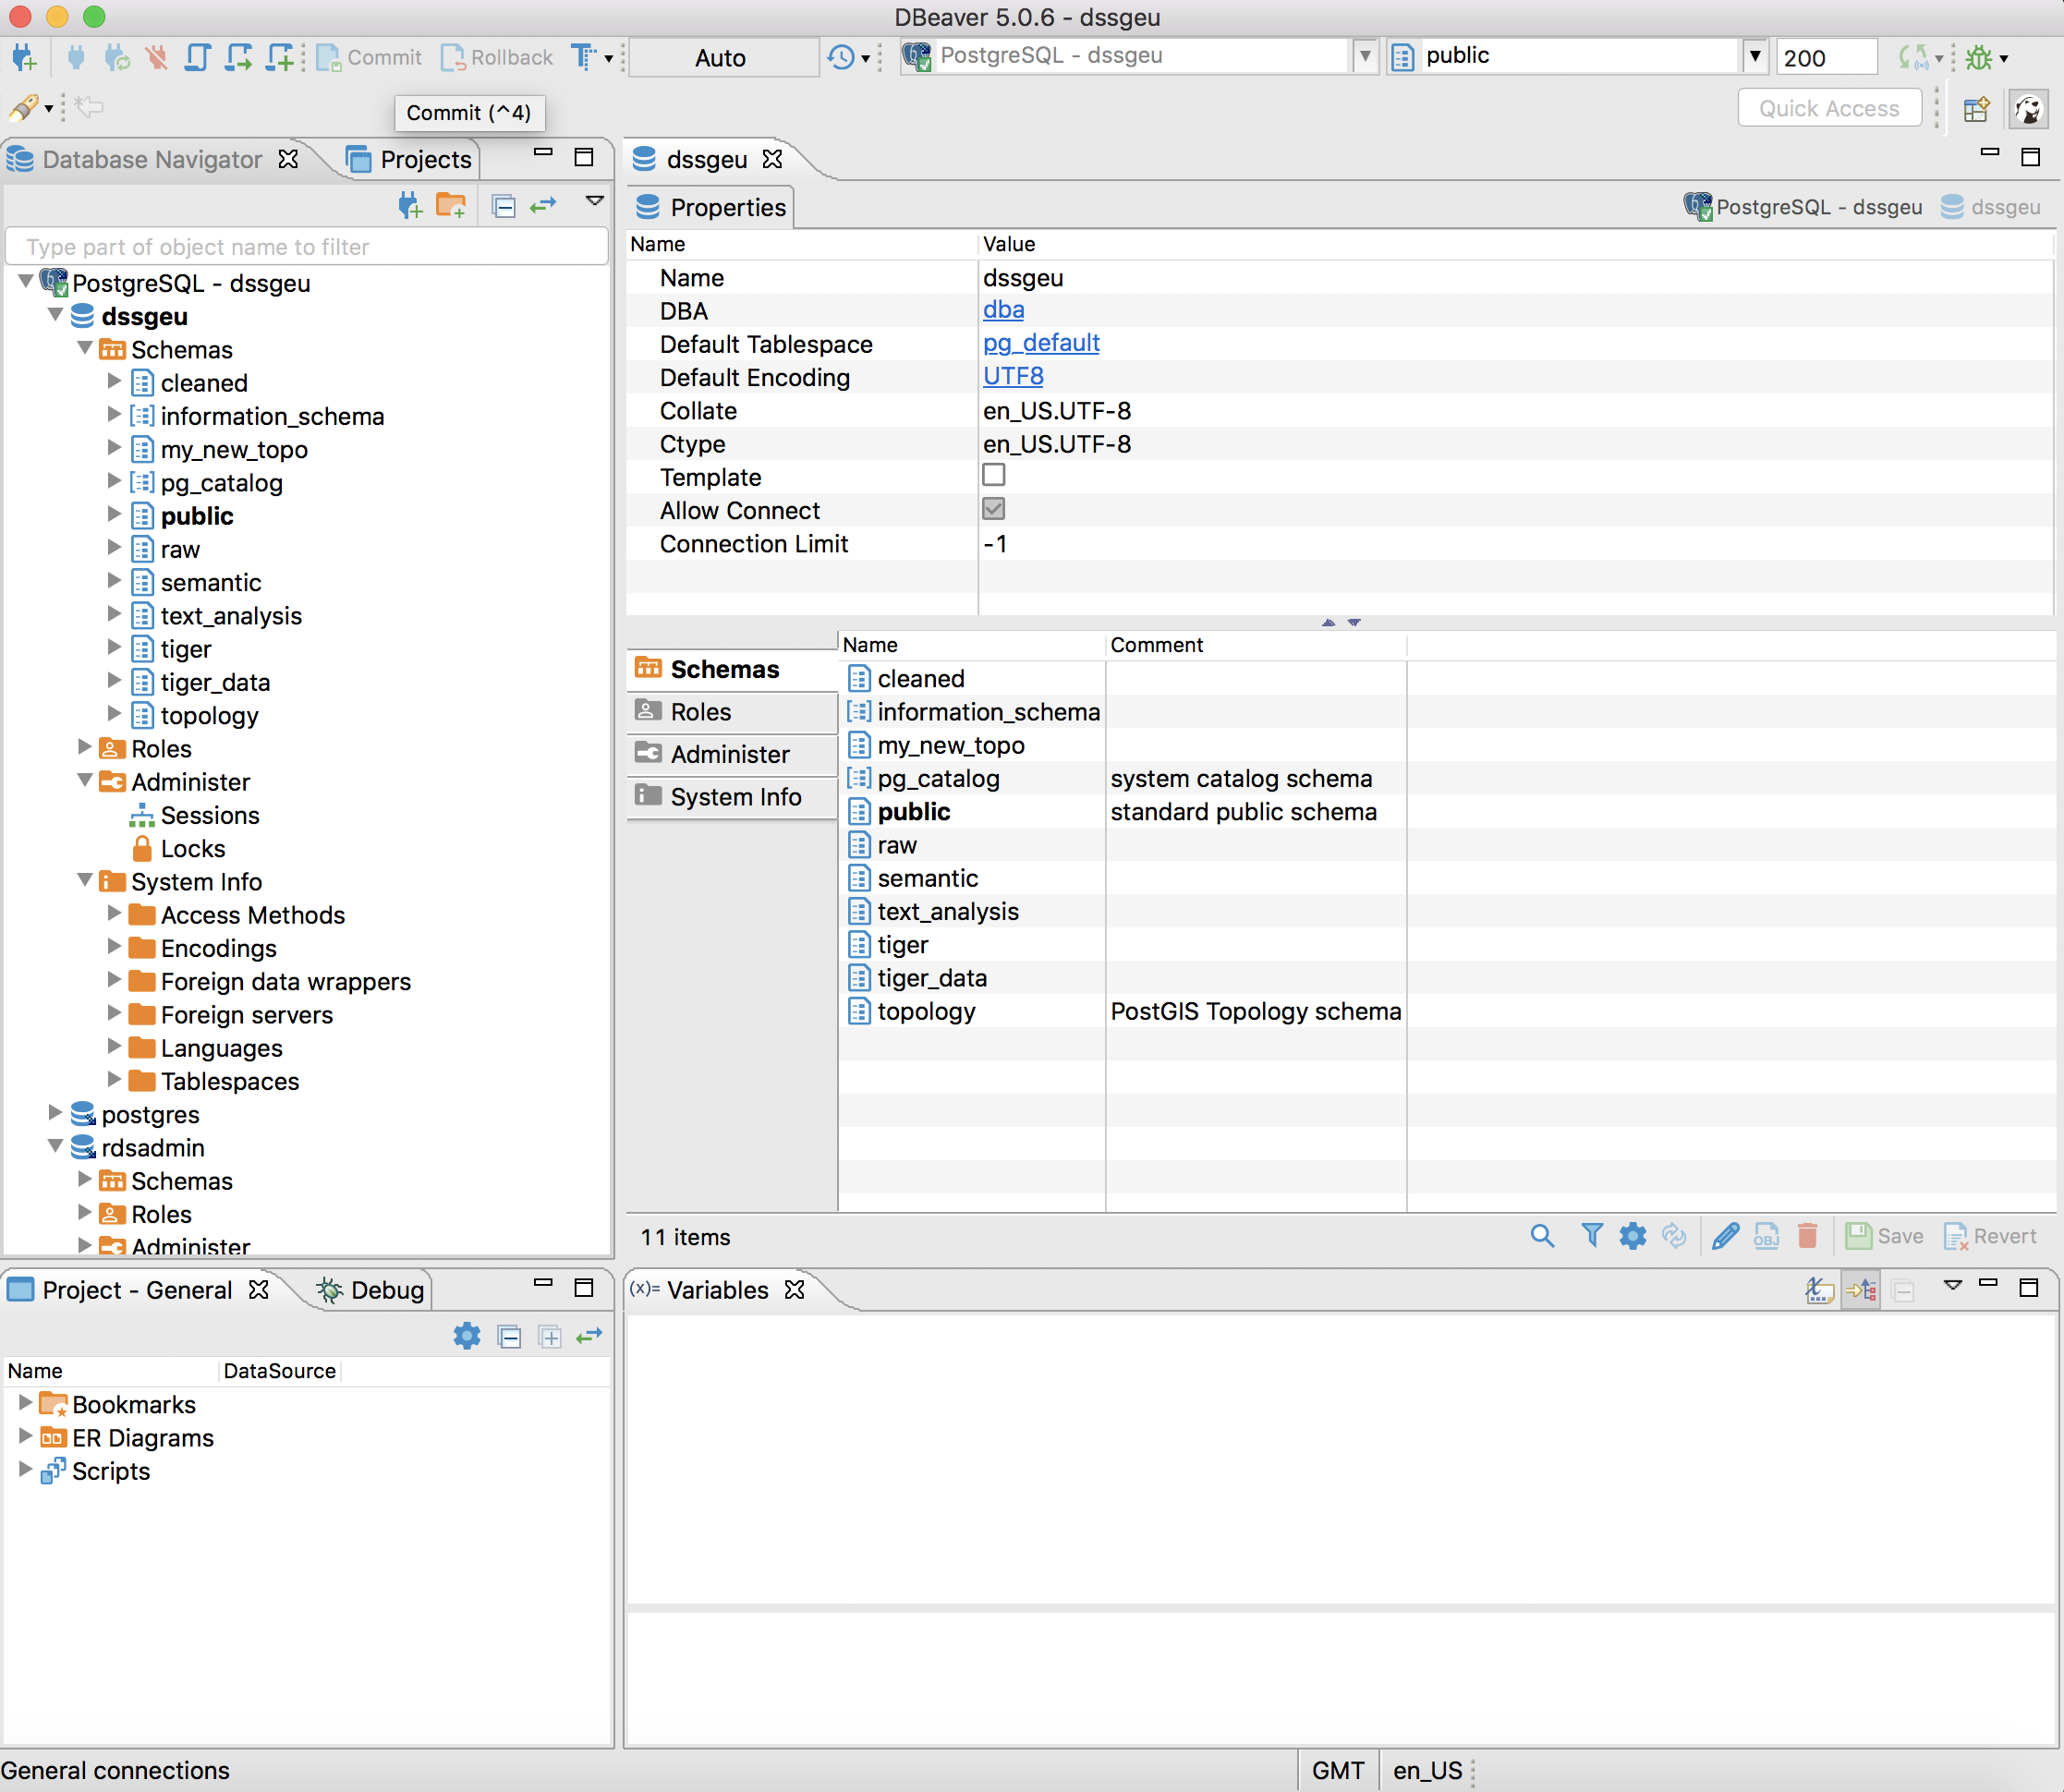 DBeaver 5.0.6 - dssgeu
Commit Rollback Auto PostgreSQL - dssgeu public 200
Commit (^4) Quick Access
Database Navigator Projects
Type part of object name to filter
PostgreSQL - dssgeu
dssgeu
Schemas
cleaned
information_schema
my_new_topo
pg_catalog
public
raw
semantic
text_analysis
tiger
tiger_data
topology
Roles
Administer
Sessions
Locks
System Info
Access Methods
Encodings
Foreign data wrappers
Foreign servers
Languages
Tablespaces
postgres
rdsadmin
Schemas
Roles
Administer
dssgeu
Properties PostgreSQL - dssgeu dssgeu
Name Value
Name dssgeu
DBA dba
Default Tablespace pg_default
Default Encoding UTF8
Collate en_US.UTF-8
Ctype en_US.UTF-8
Template
Allow Connect
Connection Limit -1
Schemas
Roles
Administer
System Info
Name Comment
cleaned
information_schema
my_new_topo
pg_catalog system catalog schema
public standard public schema
raw
semantic
text_analysis
tiger
tiger_data
topology PostGIS Topology schema
11 items OBJ Save Revert
Project - General Debug
Name DataSource
Bookmarks
ER Diagrams
Scripts
(x)= Variables
General connections GMT en_US